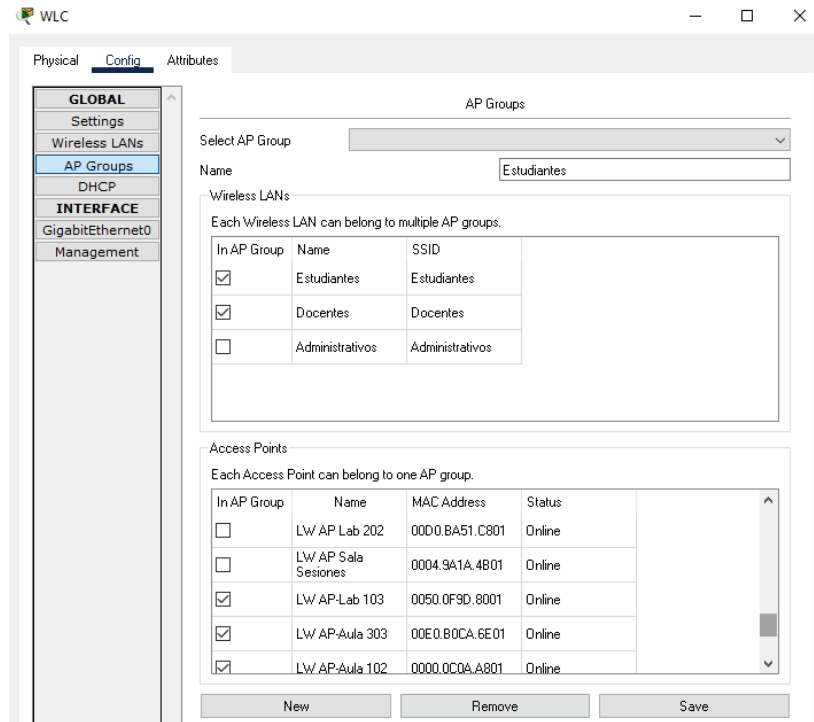 WLC
Physical Config Attributes
GLOBAL
Settings
Wireless LANs
AP Groups
DHCP
INTERFACE
GigabitEthernet0
Management
AP Groups
Select AP Group
Name Estudiantes
Wireless LANs
Each Wireless LAN can belong to multiple AP groups.
In AP Group Name SSID
Estudiantes Estudiantes
Docentes Docentes
Administrativos Administrativos
Access Points
Each Access Point can belong to one AP group.
In AP Group Name MAC Address Status
LW AP Lab 202 00D0.BA51.C801 Online
LW AP Sala
Sesiones 0004.9A1A.4B01 Online
LW AP-Lab 103 0050.0F9D.8001 Online
LW AP-Aula 303 00E0.B0CA.6E01 Online
LW AP-Aula 102 0000.0C0A.A801 Online
New Remove Save